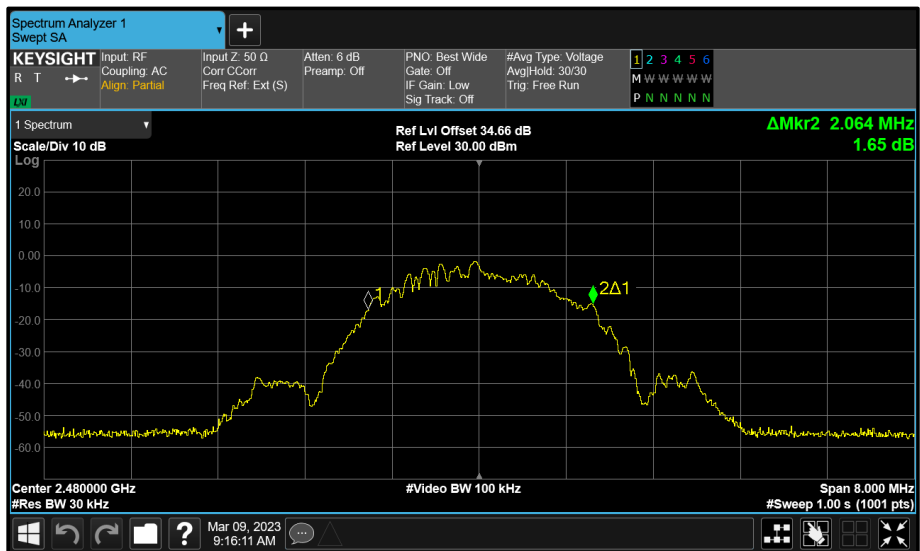 Spectrum Analyzer 1
Swept SA
KEYSIGHT
R T
LXI
Input: RF
Coupling: AC
Align: Partial
Input Z: 50 Ω
Corr CCorr
Freq Ref: Ext (S)
Atten: 6 dB
Preamp: Off
PNO: Best Wide
Gate: Off
IF Gain: Low
Sig Track: Off
#Avg Type: Voltage
Avg|Hold: 30/30
Trig: Free Run
1 2 3 4 5 6
M W W W W W
P N N N N N
1 Spectrum
Scale/Div 10 dB
Ref Lvl Offset 34.66 dB
Ref Level 30.00 dBm
ΔMkr2 2.064 MHz
1.65 dB
Log
20.0
10.0
0.00
-10.0
-20.0
-30.0
-40.0
-50.0
-60.0
1
2Δ1
Center 2.480000 GHz
#Video BW 100 kHz
Span 8.000 MHz
#Res BW 30 kHz
#Sweep 1.00 s (1001 pts)
?
Mar 09, 2023
9:16:11 AM